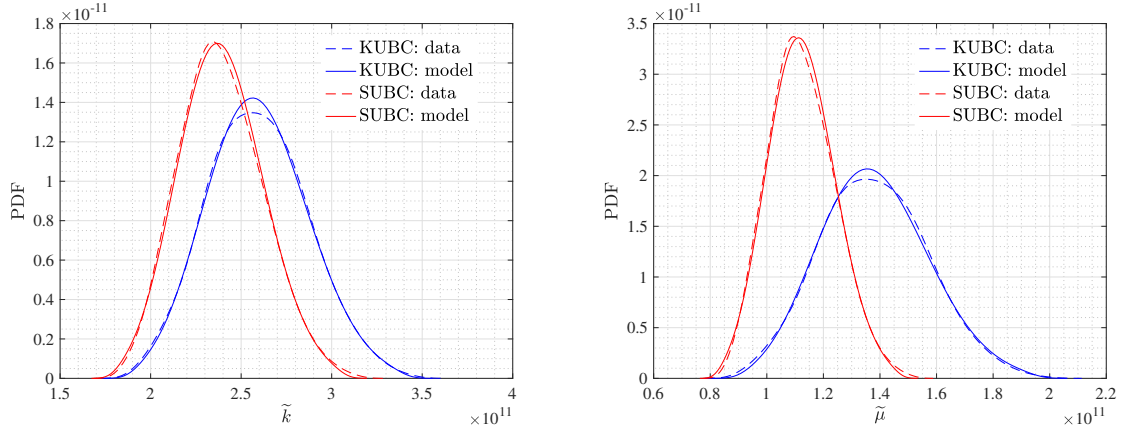 ×10⁻¹¹
1.8
1.6
1.4
1.2
1
0.8
0.6
0.4
0.2
0
PDF
KUBC: data
KUBC: model
SUBC: data
SUBC: model
1.5 2 2.5 3 3.5 4
k̃ ×10¹¹
×10⁻¹¹
3.5
3
2.5
2
1.5
1
0.5
0
PDF
KUBC: data
KUBC: model
SUBC: data
SUBC: model
0.6 0.8 1 1.2 1.4 1.6 1.8 2 2.2
μ̃ ×10¹¹